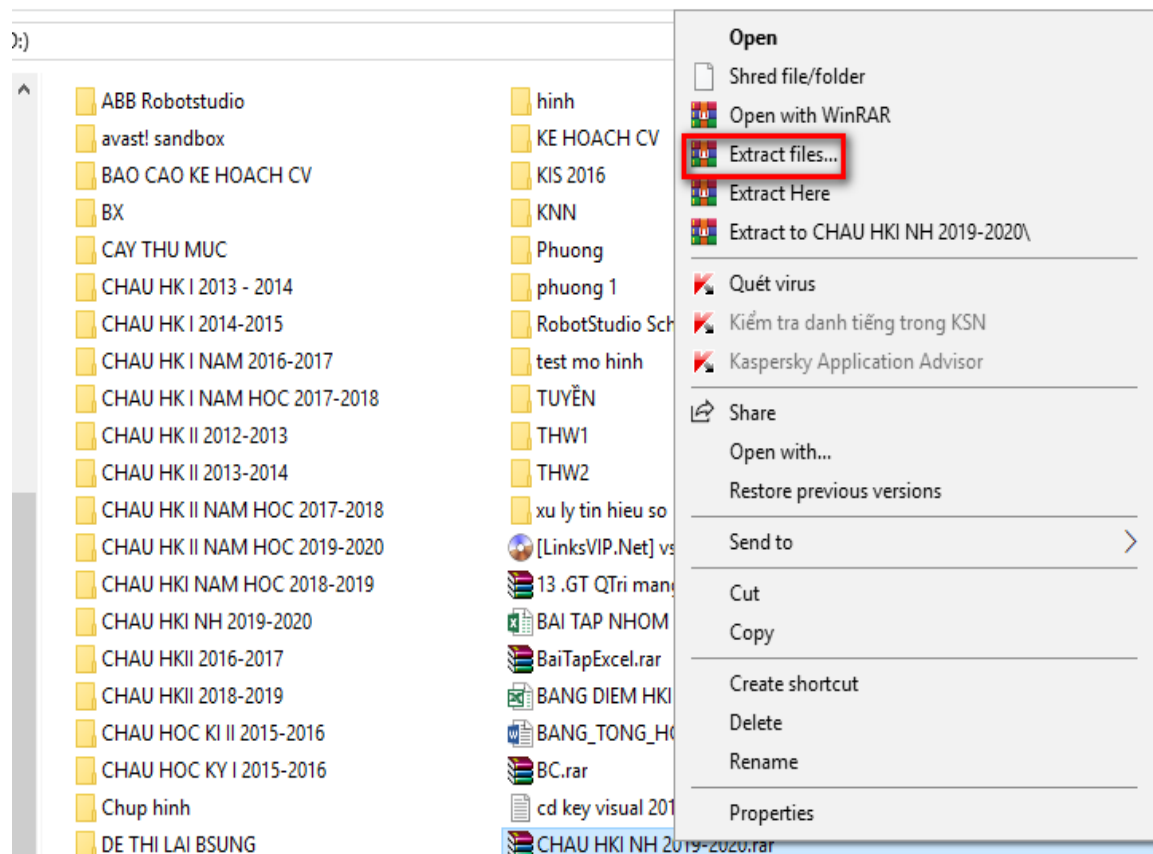 ):)
ABB Robotstudio
avast! sandbox
BAO CAO KE HOACH CV
BX
CAY THU MUC
CHAU HK I 2013 - 2014
CHAU HK I 2014-2015
CHAU HK I NAM 2016-2017
CHAU HK I NAM HOC 2017-2018
CHAU HK II 2012-2013
CHAU HK II 2013-2014
CHAU HK II NAM HOC 2017-2018
CHAU HK II NAM HOC 2019-2020
CHAU HKI NAM HOC 2018-2019
CHAU HKI NH 2019-2020
CHAU HKII 2016-2017
CHAU HKII 2018-2019
CHAU HOC KI II 2015-2016
CHAU HOC KY I 2015-2016
Chup hinh
DE THI LAI BSUNG
hinh
KE HOACH CV
KIS 2016
KNN
Phuong
phuong 1
RobotStudio Sch
test mo hinh
TUYỀN
THW1
THW2
xu ly tin hieu so
[LinksVIP.Net] vs
13 .GT QTri mang
BAI TAP NHOM
BaiTapExcel.rar
BANG DIEM HKI
BANG_TONG_HO
BC.rar
cd key visual 201
CHAU HKI NH 2019-2020.rar
Open
Shred file/folder
Open with WinRAR
Extract files...
Extract Here
Extract to CHAU HKI NH 2019-2020\
Quét virus
Kiểm tra danh tiếng trong KSN
Kaspersky Application Advisor
Share
Open with...
Restore previous versions
Send to
Cut
Copy
Create shortcut
Delete
Rename
Properties